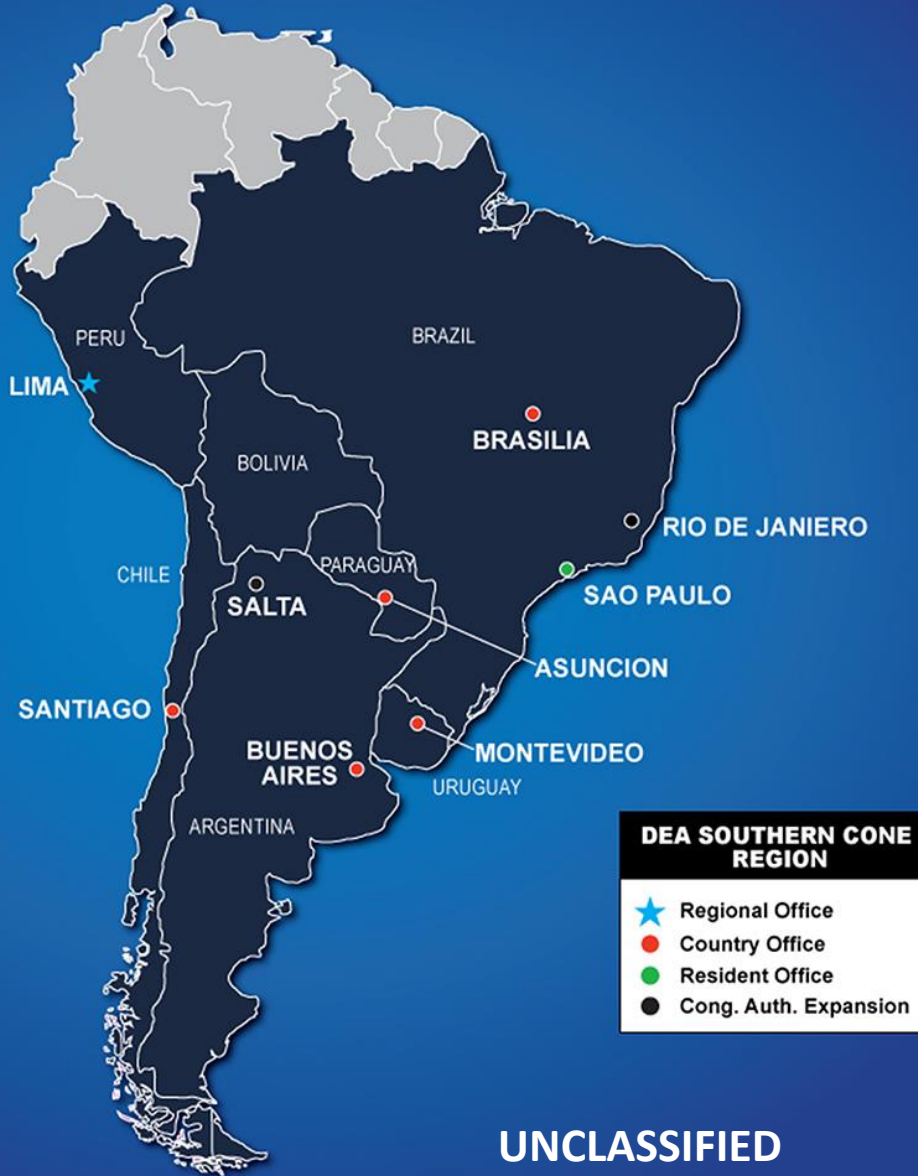 PERU
BRAZIL
LIMA
BRASILIA
BOLIVIA
RIO DE JANIERO
CHILE
PARAGUAY
SAO PAULO
SALTA
ASUNCION
SANTIAGO
MONTEVIDEO
BUENOS
AIRES
URUGUAY
ARGENTINA
DEA SOUTHERN CONE
REGION
Regional Office
Country Office
Resident Office
Cong. Auth. Expansion
UNCLASSIFIED